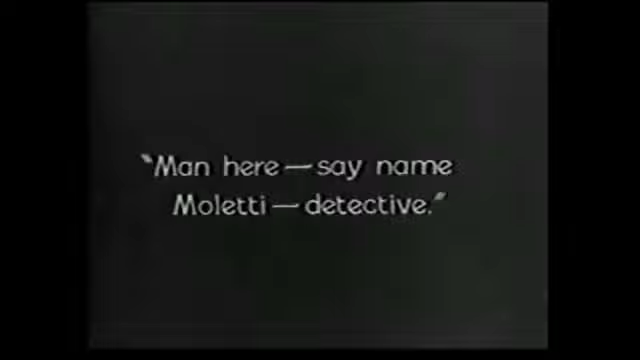 "Man here — say name
Moletti — detective."